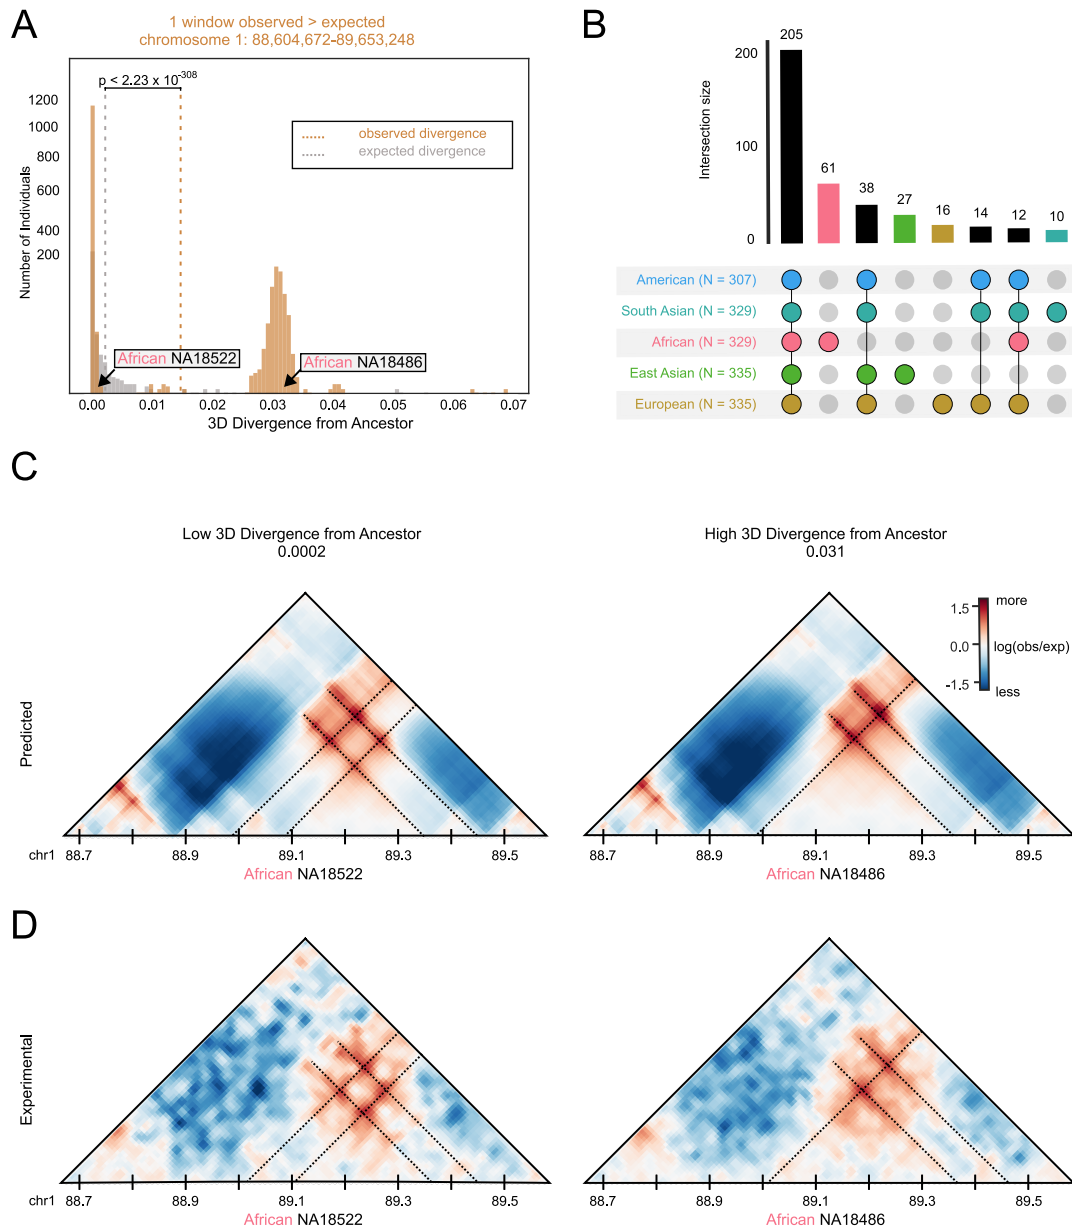 A
1 window observed > expected
chromosome 1: 88,604,672-89,653,248
p < 2.23 x 10-308
Number of Individuals
1200
1000
800
600
400
200
observed divergence
expected divergence
African NA18522
African NA18486
0.00 0.01 0.02 0.03 0.04 0.05 0.06 0.07
3D Divergence from Ancestor
B
Intersection size
200
100
0
205
61
38
27
16
14
12
10
American (N = 307)
South Asian (N = 329)
African (N = 329)
East Asian (N = 335)
European (N = 335)
C
Low 3D Divergence from Ancestor
0.0002
High 3D Divergence from Ancestor
0.031
1.5
0.0
-1.5
more
log(obs/exp)
less
Predicted
chr1 88.7 88.9 89.1 89.3 89.5
African NA18522
88.7 88.9 89.1 89.3 89.5
African NA18486
D
Experimental
chr1 88.7 88.9 89.1 89.3 89.5
African NA18522
88.7 88.9 89.1 89.3 89.5
African NA18486